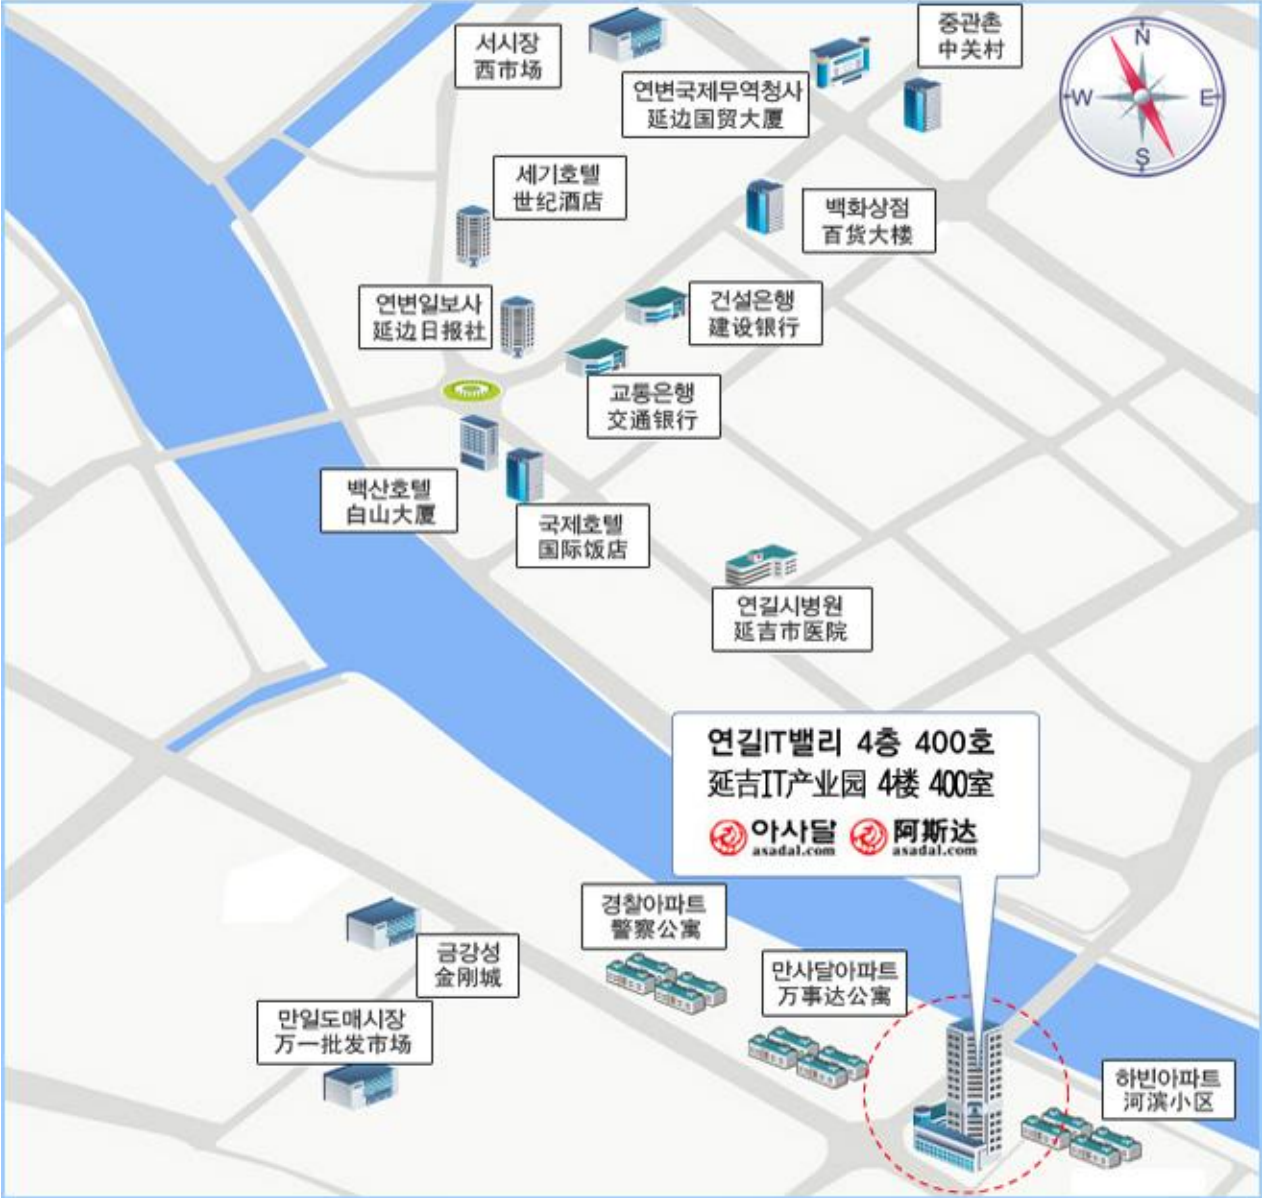 중관촌
中关村
서시장
西市场
연변국제무역청사
延边国贸大厦
N
W
E
S
세기호텔
世纪酒店
백화상점
百货大楼
연변일보사
延边日报社
건설은행
建设银行
교통은행
交通银行
백산호텔
白山大厦
국제호텔
国际饭店
연길시병원
延吉市医院
연길IT밸리 4층 400호
延吉IT产业园 4楼 400室
아사달 阿斯达
asadal.com asadal.com
경찰아파트
警察公寓
금강성
金刚城
만사달아파트
万事达公寓
만일도매시장
万一批发市场
하빈아파트
河滨小区